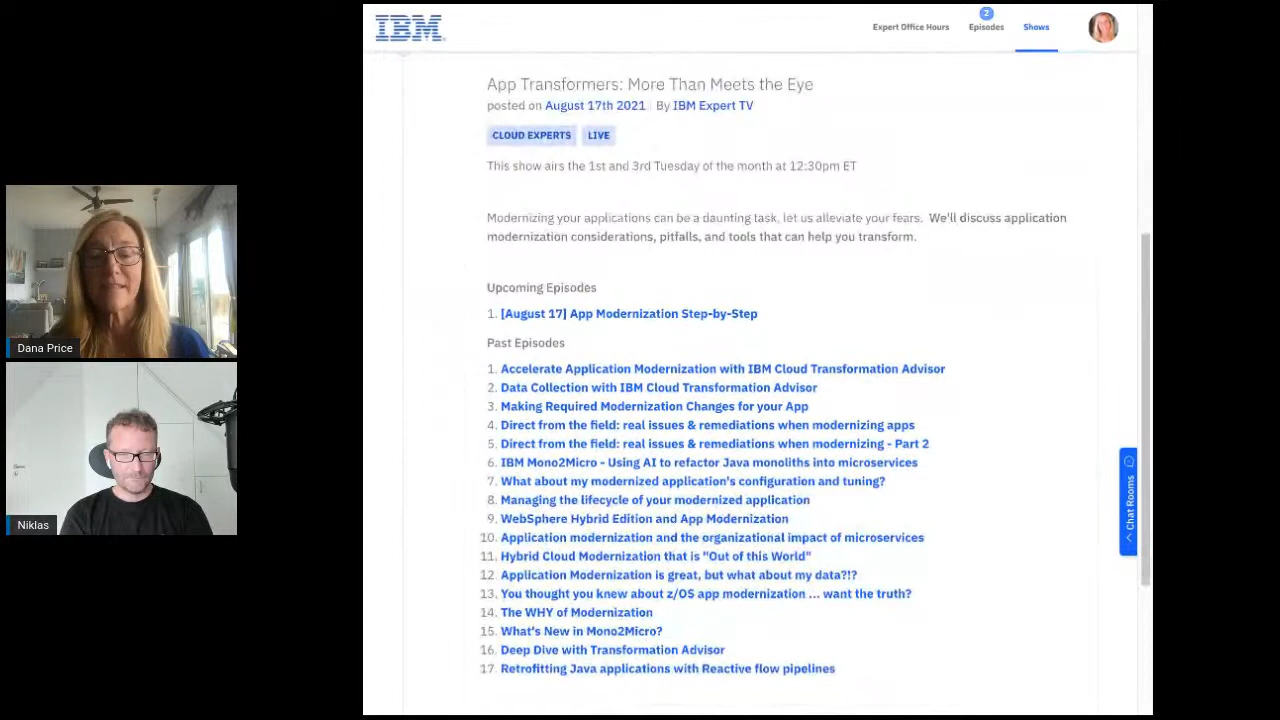 IBM
Expert Office Hours
2
Episodes
Shows
App Transformers: More Than Meets the Eye
posted on August 17th 2021 | By IBM Expert TV
CLOUD EXPERTS LIVE
This show airs the 1st and 3rd Tuesday of the month at 12:30pm ET
Modernizing your applications can be a daunting task, let us alleviate your fears. We'll discuss application
modernization considerations, pitfalls, and tools that can help you transform.
Upcoming Episodes
1. [August 17] App Modernization Step-by-Step
Past Episodes
1. Accelerate Application Modernization with IBM Cloud Transformation Advisor
2. Data Collection with IBM Cloud Transformation Advisor
3. Making Required Modernization Changes for your App
4. Direct from the field: real issues & remediations when modernizing apps
5. Direct from the field: real issues & remediations when modernizing - Part 2
6. IBM Mono2Micro - Using AI to refactor Java monoliths into microservices
7. What about my modernized application's configuration and tuning?
8. Managing the lifecycle of your modernized application
9. WebSphere Hybrid Edition and App Modernization
10. Application modernization and the organizational impact of microservices
11. Hybrid Cloud Modernization that is "Out of this World"
12. Application Modernization is great, but what about my data?!?
13. You thought you knew about z/OS app modernization ... want the truth?
14. The WHY of Modernization
15. What's New in Mono2Micro?
16. Deep Dive with Transformation Advisor
17. Retrofitting Java applications with Reactive flow pipelines
Chat Rooms
Dana Price
Niklas